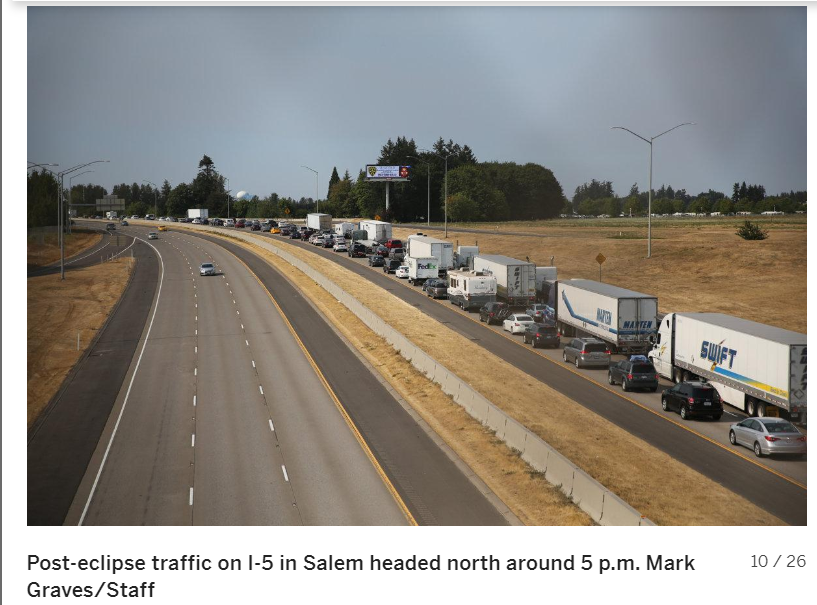 FedEx
MARTEN
MARTEN
SWIFT
Post-eclipse traffic on I-5 in Salem headed north around 5 p.m. Mark
Graves/Staff
10 / 26